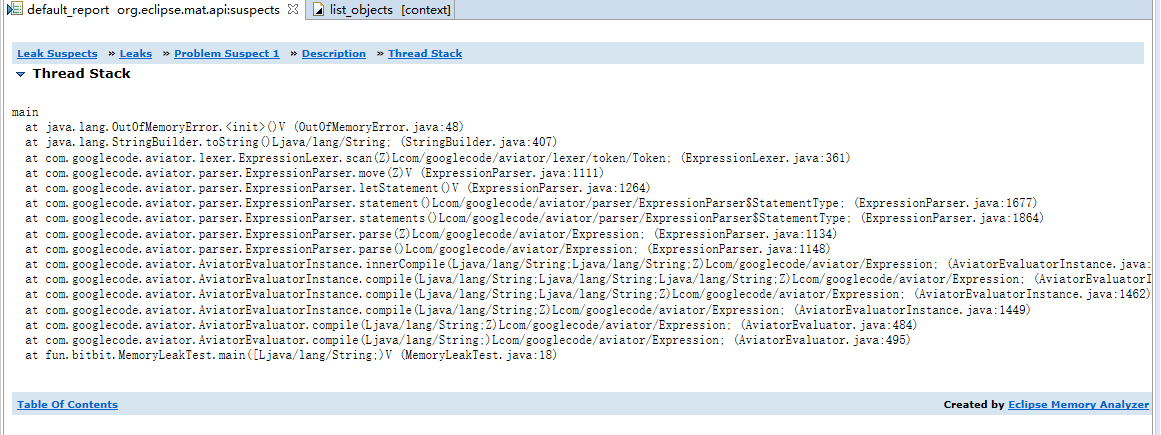 default_report org.eclipse.mat.api:suspects
list_objects [context]
Leak Suspects » Leaks » Problem Suspect 1 » Description » Thread Stack
Thread Stack
main
at java.lang.OutOfMemoryError.<init>()V (OutOfMemoryError.java:48)
at java.lang.StringBuilder.toString()Ljava/lang/String; (StringBuilder.java:407)
at com.googlecode.aviator.lexer.ExpressionLexer.scan(Z)Lcom/googlecode/aviator/lexer/token/Token; (ExpressionLexer.java:361)
at com.googlecode.aviator.parser.ExpressionParser.move(Z)V (ExpressionParser.java:1111)
at com.googlecode.aviator.parser.ExpressionParser.letStatement()V (ExpressionParser.java:1264)
at com.googlecode.aviator.parser.ExpressionParser.statement()Lcom/googlecode/aviator/parser/ExpressionParser$StatementType; (ExpressionParser.java:1677)
at com.googlecode.aviator.parser.ExpressionParser.statements()Lcom/googlecode/aviator/parser/ExpressionParser$StatementType; (ExpressionParser.java:1864)
at com.googlecode.aviator.parser.ExpressionParser.parse(Z)Lcom/googlecode/aviator/Expression; (ExpressionParser.java:1134)
at com.googlecode.aviator.parser.ExpressionParser.parse()Lcom/googlecode/aviator/Expression; (ExpressionParser.java:1148)
at com.googlecode.aviator.AviatorEvaluatorInstance.innerCompile(Ljava/lang/String;Ljava/lang/String;Z)Lcom/googlecode/aviator/Expression; (AviatorEvaluatorInstance.java:
at com.googlecode.aviator.AviatorEvaluatorInstance.compile(Ljava/lang/String;Ljava/lang/String;Ljava/lang/String;Z)Lcom/googlecode/aviator/Expression; (AviatorEvaluatorI
at com.googlecode.aviator.AviatorEvaluatorInstance.compile(Ljava/lang/String;Ljava/lang/String;Z)Lcom/googlecode/aviator/Expression; (AviatorEvaluatorInstance.java:1462)
at com.googlecode.aviator.AviatorEvaluatorInstance.compile(Ljava/lang/String;Z)Lcom/googlecode/aviator/Expression; (AviatorEvaluatorInstance.java:1449)
at com.googlecode.aviator.AviatorEvaluator.compile(Ljava/lang/String;Z)Lcom/googlecode/aviator/Expression; (AviatorEvaluator.java:484)
at com.googlecode.aviator.AviatorEvaluator.compile(Ljava/lang/String;)Lcom/googlecode/aviator/Expression; (AviatorEvaluator.java:495)
at fun.bitbit.MemoryLeakTest.main([Ljava/lang/String;)V (MemoryLeakTest.java:18)
Table Of Contents
Created by Eclipse Memory Analyzer